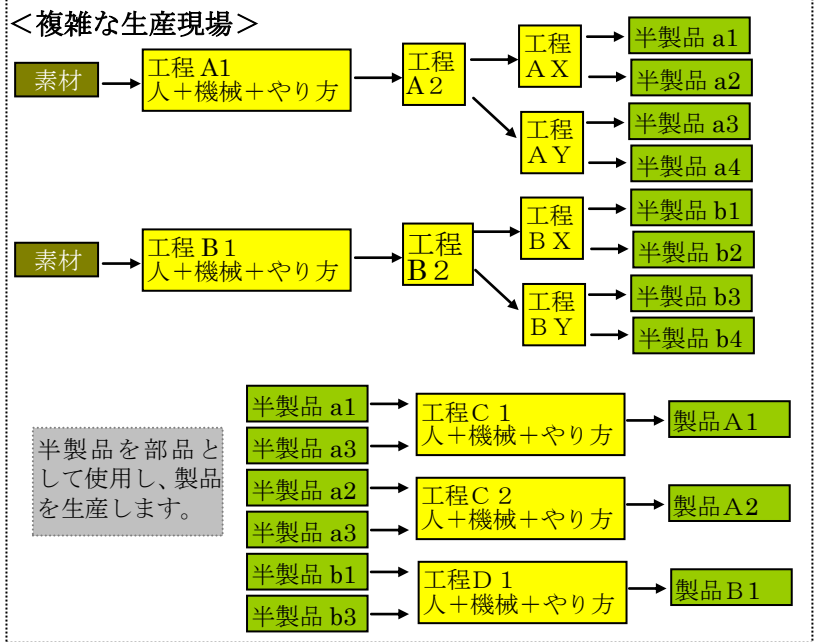 ＜複雑な生産現場＞
素材
工程 A1
人＋機械＋やり方
工程
A２
工程
ＡＸ
半製品 a1
半製品 a2
工程
ＡＹ
半製品 a3
半製品 a4
素材
工程 B１
人＋機械＋やり方
工程
B２
工程
ＢＸ
半製品 b1
半製品 b2
工程
ＢＹ
半製品 b3
半製品 b4
半製品を部品と
して使用し、製品
を生産します。
半製品 a1
半製品 a3
工程Ｃ１
人＋機械＋やり方
製品Ａ１
半製品 a2
半製品 a3
工程Ｃ２
人＋機械＋やり方
製品Ａ２
半製品 b1
半製品 b3
工程Ｄ１
人＋機械＋やり方
製品Ｂ１